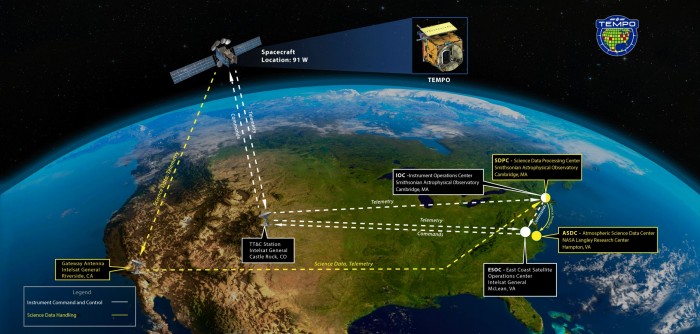 TEMPO
Spacecraft
Location: 91 W
TEMPO
Telemetry
Commands
SDPC - Science Data Processing Center
Smithsonian Astrophysical Observatory
Cambridge, MA
IOC -Instrument Operations Center
Smithsonian Astrophysical Observatory
Cambridge, MA
Telemetry
Telemetry
Commands
ASDC - Atmospheric Science Data Center
NASA Langley Research Center
Hampton, VA
TT&C Station
Intelsat General
Castle Rock, CO
Gateway Antenna
Intelsat General
Riverside, CA
Science Data, Telemetry
ESOC - East Coast Satellite
Operations Center
Intelsat General
McLean, VA
Legend
Instrument Command and Control
Science Data Handling